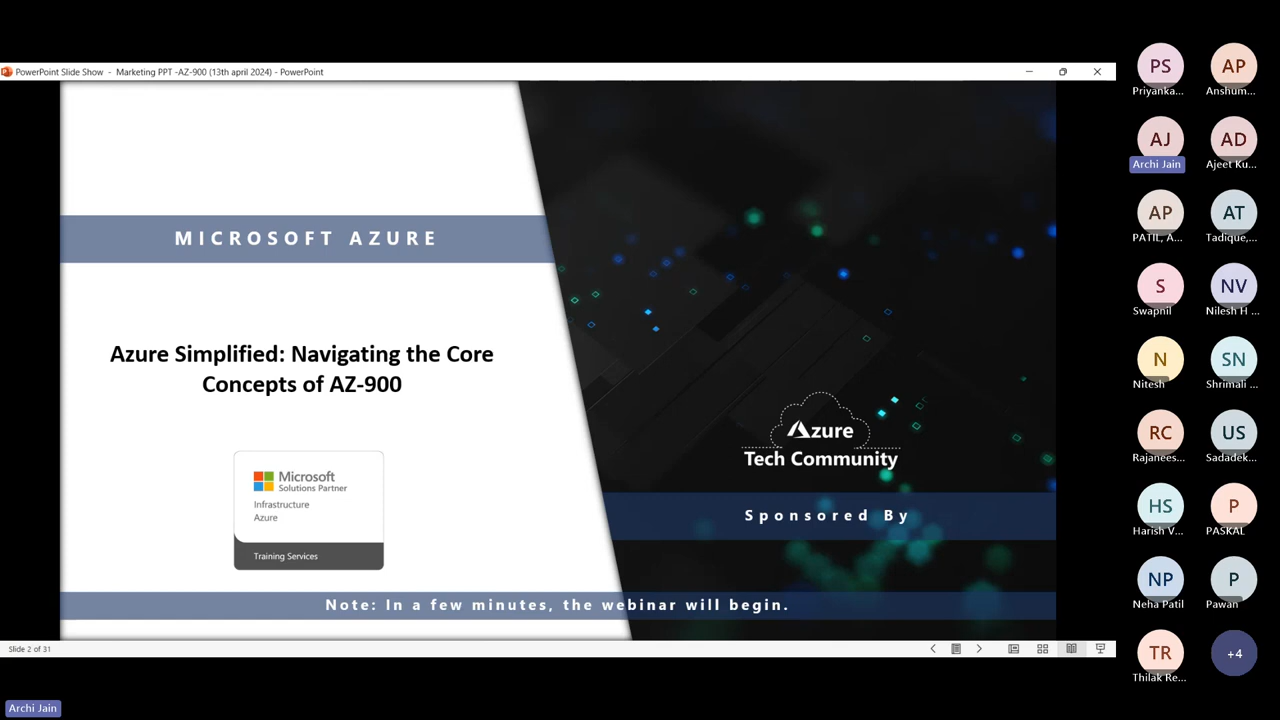 PowerPoint Slide Show - Marketing PPT -AZ-900 (13th april 2024) - PowerPoint
MICROSOFT AZURE
Azure Simplified: Navigating the Core
Concepts of AZ-900
Microsoft
Solutions Partner
Infrastructure
Azure
Training Services
Azure
Tech Community
Sponsored By
Note: In a few minutes, the webinar will begin.
Slide 2 of 31
PS
Priyanka...
AP
Anshum...
AJ
Archi Jain
AD
Ajeet Ku...
AP
PATIL, A...
AT
Tadique,...
S
Swapnil
NV
Nilesh H ...
N
Nitesh
SN
Shrimali ...
RC
Rajanees...
US
Sadadek...
HS
Harish V...
P
PASKAL
NP
Neha Patil
P
Pawan
TR
Thilak Re...
+4
Archi Jain